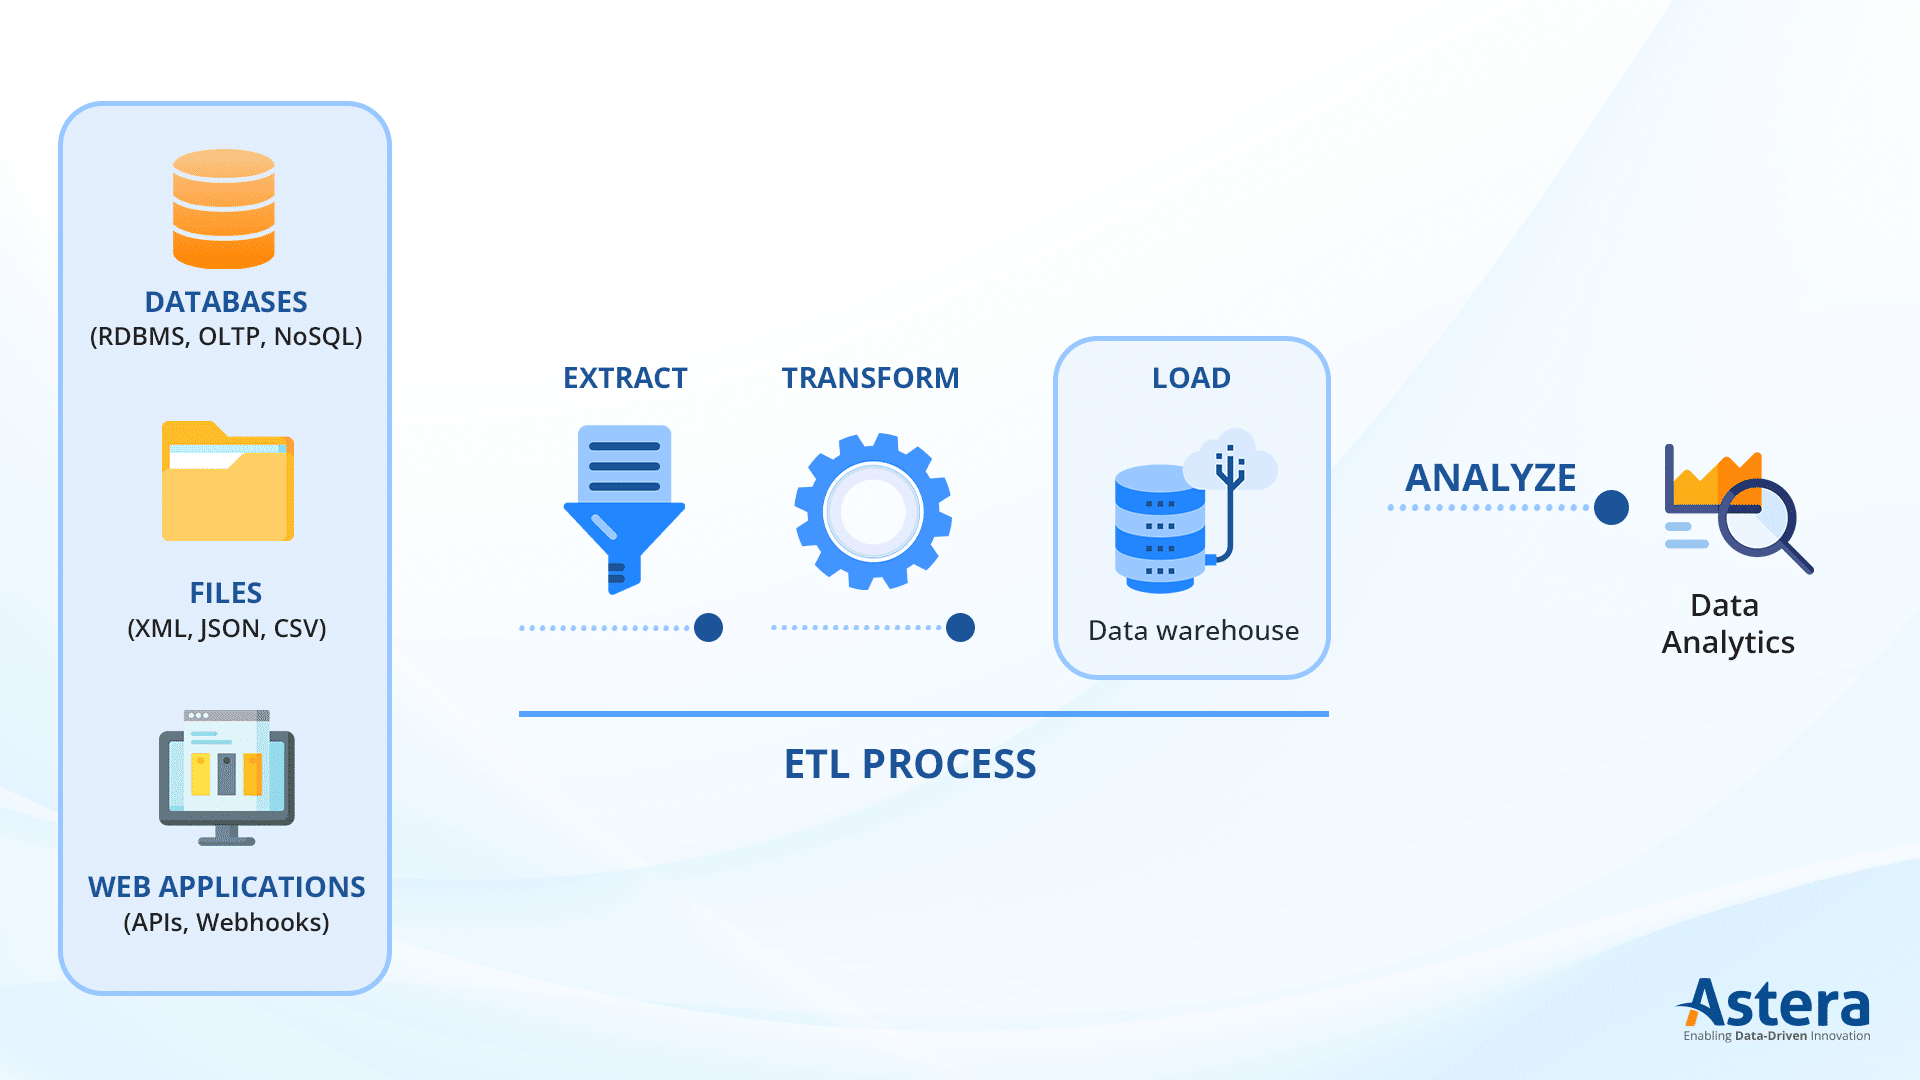 DATABASES
(RDBMS, OLTP, NoSQL)
FILES
(XML, JSON, CSV)
WEB APPLICATIONS
(APIs, Webhooks)
EXTRACT
TRANSFORM
LOAD
Data warehouse
ETL PROCESS
ANALYZE
Data
Analytics
Astera
Enabling Data-Driven Innovation